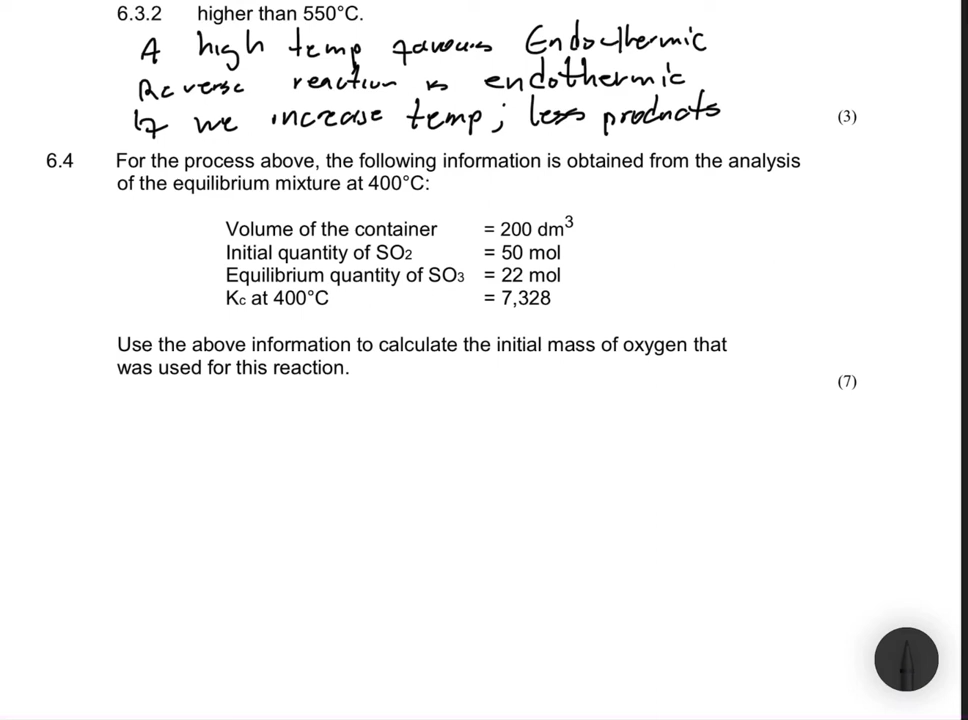 6.3.2 higher than 550°C.
A high temp favours Endothermic
Reverse reaction is endothermic
If we increase temp; less products
(3)
6.4 For the process above, the following information is obtained from the analysis
of the equilibrium mixture at 400°C:
Volume of the container = 200 dm³
Initial quantity of SO₂ = 50 mol
Equilibrium quantity of SO₃ = 22 mol
Kc at 400°C = 7,328
Use the above information to calculate the initial mass of oxygen that
was used for this reaction.
(7)